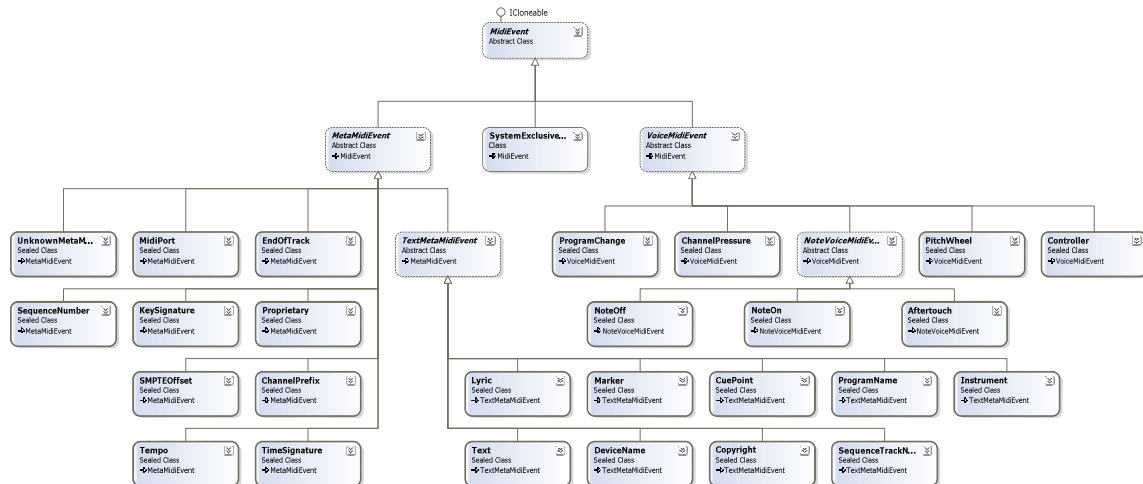 ICloneable
MidiEvent
Abstract Class
MetaMidiEvent
Abstract Class
MidiEvent
SystemExclusive...
Class
MidiEvent
VoiceMidiEvent
Abstract Class
MidiEvent
UnknownMetaM...
Sealed Class
MetaMidiEvent
MidiPort
Sealed Class
MetaMidiEvent
EndOfTrack
Sealed Class
MetaMidiEvent
TextMetaMidiEvent
Abstract Class
MetaMidiEvent
ProgramChange
Sealed Class
VoiceMidiEvent
ChannelPressure
Sealed Class
VoiceMidiEvent
NoteVoiceMidiEv...
Abstract Class
VoiceMidiEvent
PitchWheel
Sealed Class
VoiceMidiEvent
Controller
Sealed Class
VoiceMidiEvent
SequenceNumber
Sealed Class
MetaMidiEvent
KeySignature
Sealed Class
MetaMidiEvent
Proprietary
Sealed Class
MetaMidiEvent
NoteOff
Sealed Class
NoteVoiceMidiEvent
NoteOn
Sealed Class
NoteVoiceMidiEvent
Aftertouch
Sealed Class
NoteVoiceMidiEvent
SMPTEOffset
Sealed Class
MetaMidiEvent
ChannelPrefix
Sealed Class
MetaMidiEvent
Lyric
Sealed Class
TextMetaMidiEvent
Marker
Sealed Class
TextMetaMidiEvent
CuePoint
Sealed Class
TextMetaMidiEvent
ProgramName
Sealed Class
TextMetaMidiEvent
Instrument
Sealed Class
TextMetaMidiEvent
Tempo
Sealed Class
MetaMidiEvent
TimeSignature
Sealed Class
MetaMidiEvent
Text
Sealed Class
TextMetaMidiEvent
DeviceName
Sealed Class
TextMetaMidiEvent
Copyright
Sealed Class
TextMetaMidiEvent
SequenceTrackN...
Sealed Class
TextMetaMidiEvent